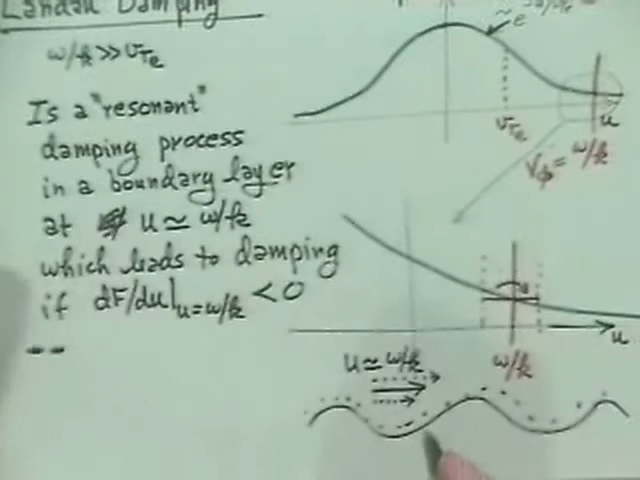 Landau Damping
ω/k ≫ v_Te
Is a "resonant"
damping process
in a boundary layer
at u ≃ ω/k
which leads to damping
if dF/du|u=ω/k < 0
--
e
v_Te
u
Vφ = ω/k
u
ω/k
u ≃ ω/k